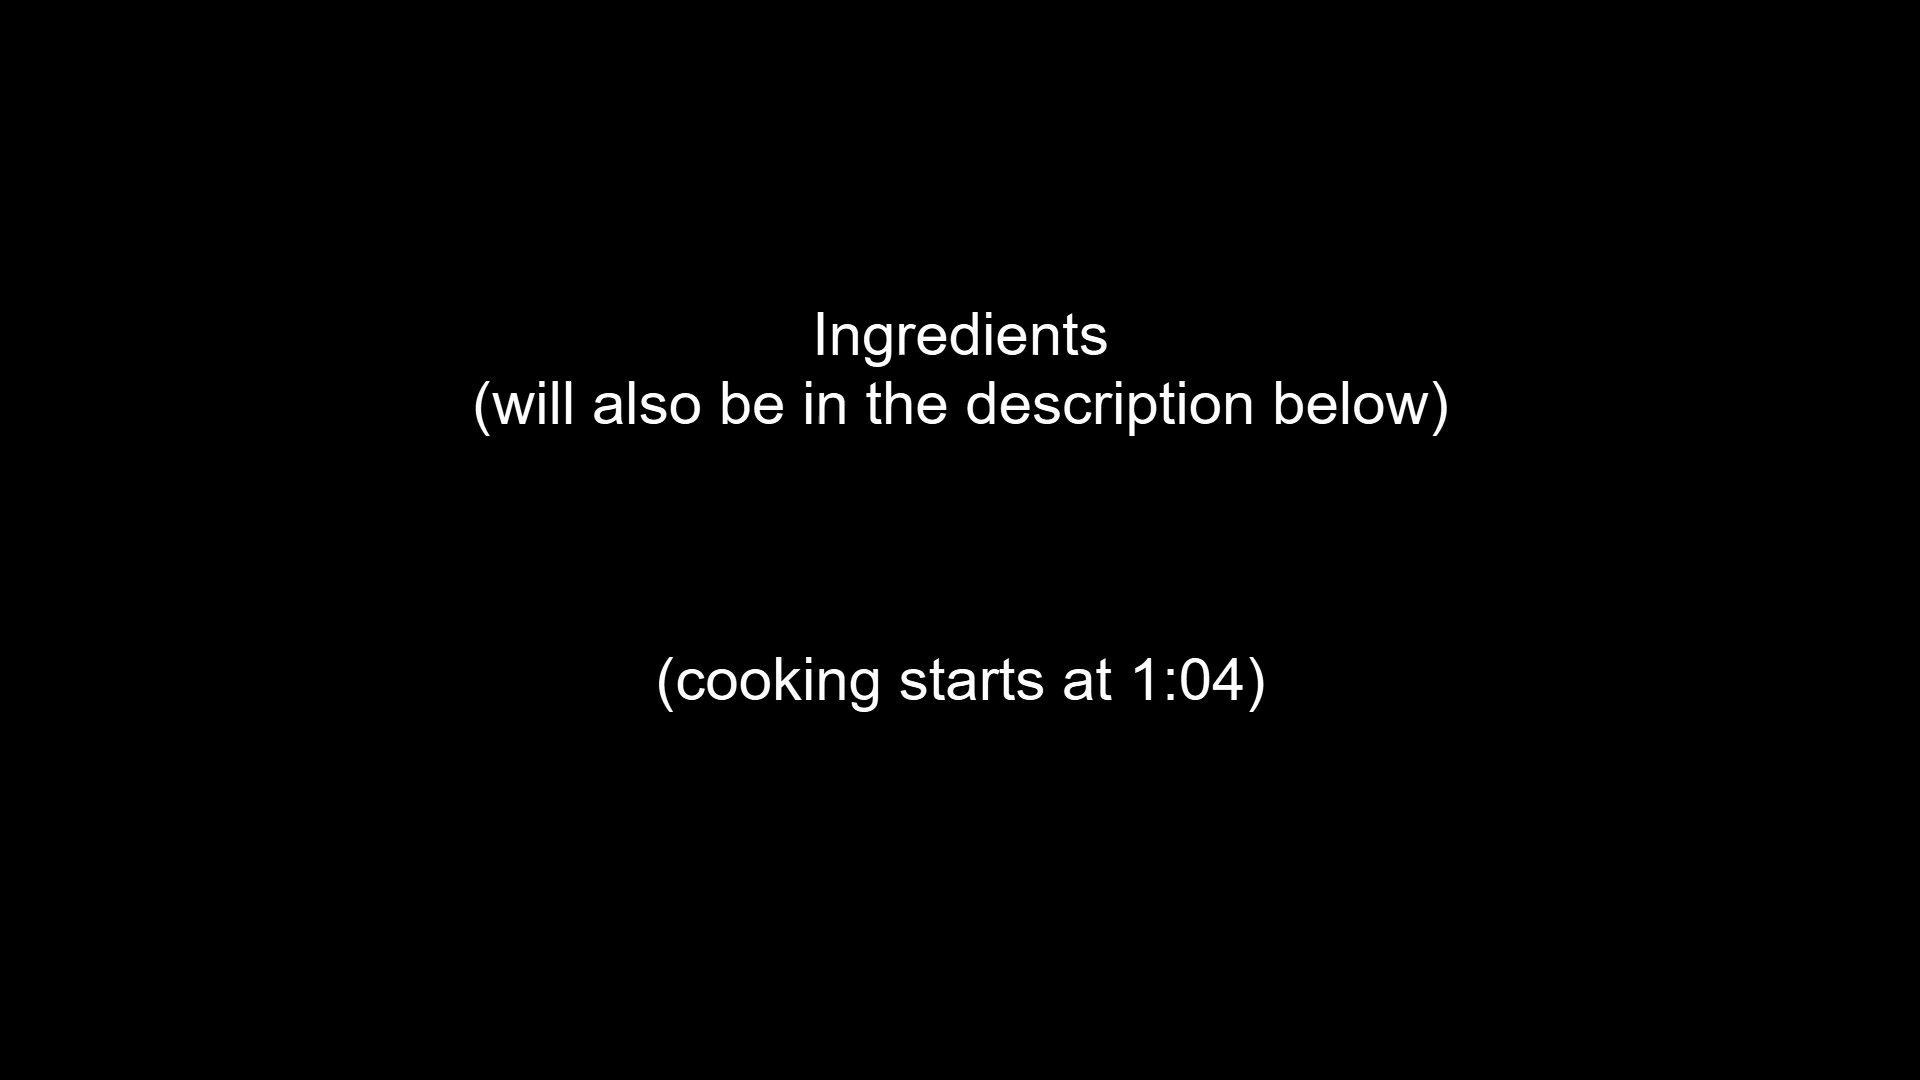 Ingredients
(will also be in the description below)
(cooking starts at 1:04)